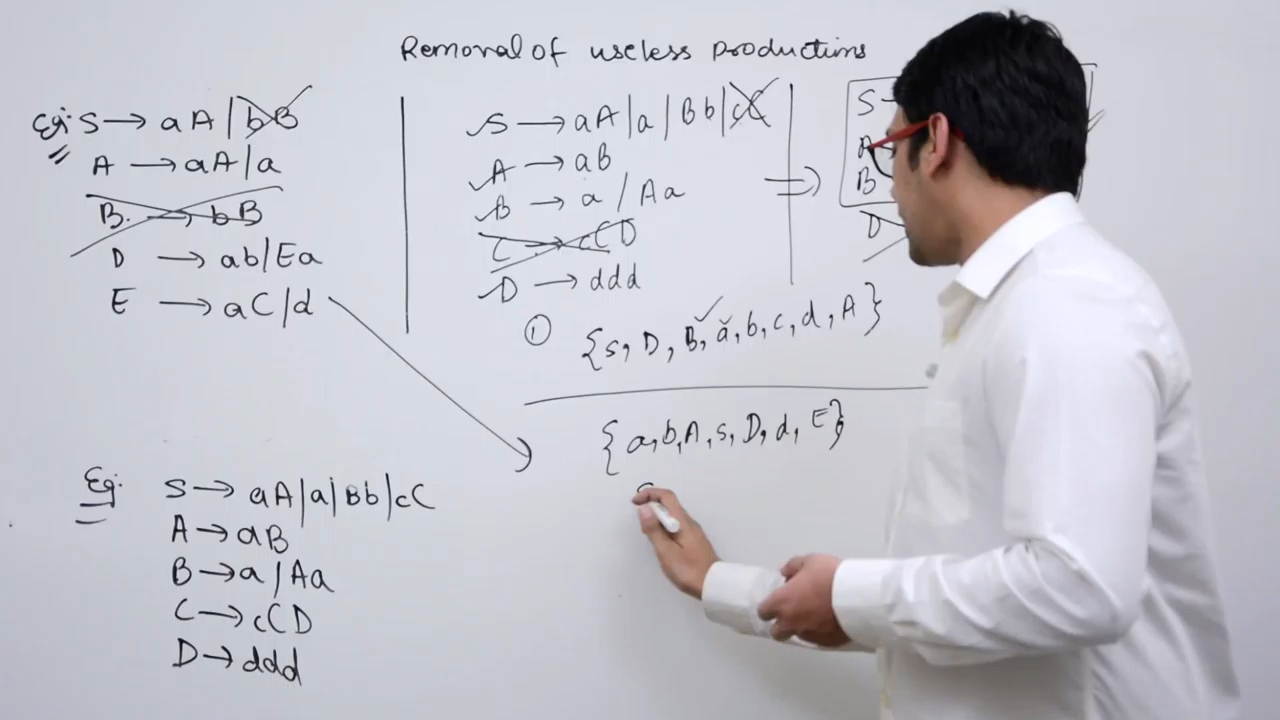 Removal of useless productions
Eg: S → aA | bB
A → aA | a
B. → bB
D → ab/Ea
E → aC/d
S → aA | a | Bb | cC
A → aB
B → a / Aa
C → cCD
D → ddd
⇒
S
A
B
D
① {S, D, B, a, b, c, d, A}
{a, b, A, S, D, d, E}
Eg: S → aA | a | Bb | cC
A → aB
B → a / Aa
C → cCD
D → ddd